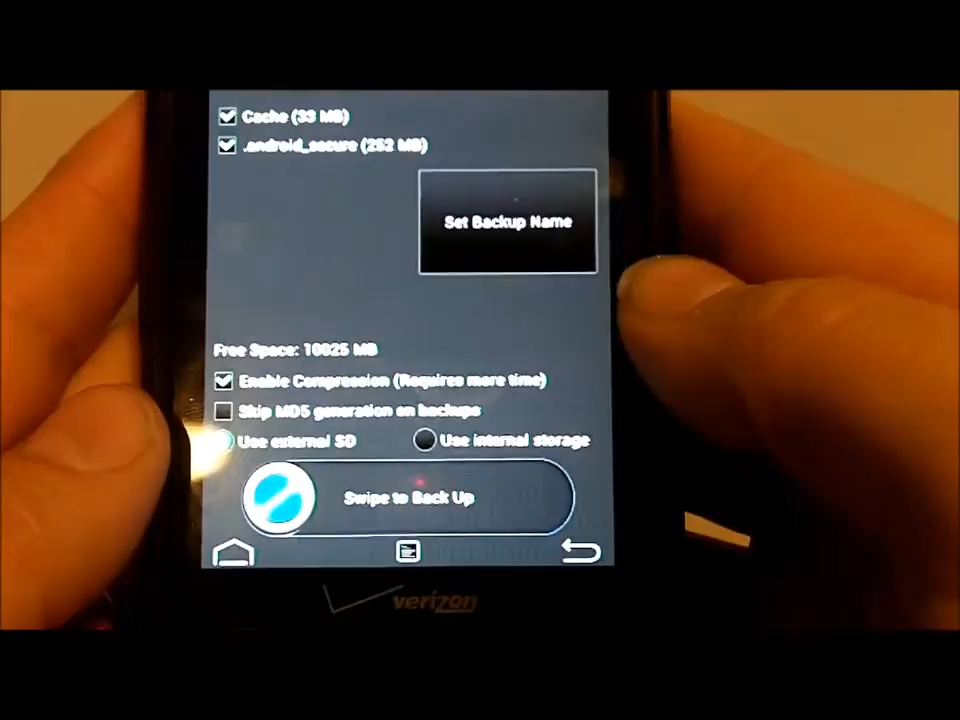 Cache (33 MB)
.android_secure (252 MB)
Set Backup Name
Free Space: 10025 MB
Enable Compression (Requires more time)
Skip MD5 generation on backups
Use external SD
Use internal storage
Swipe to Back Up
verizon